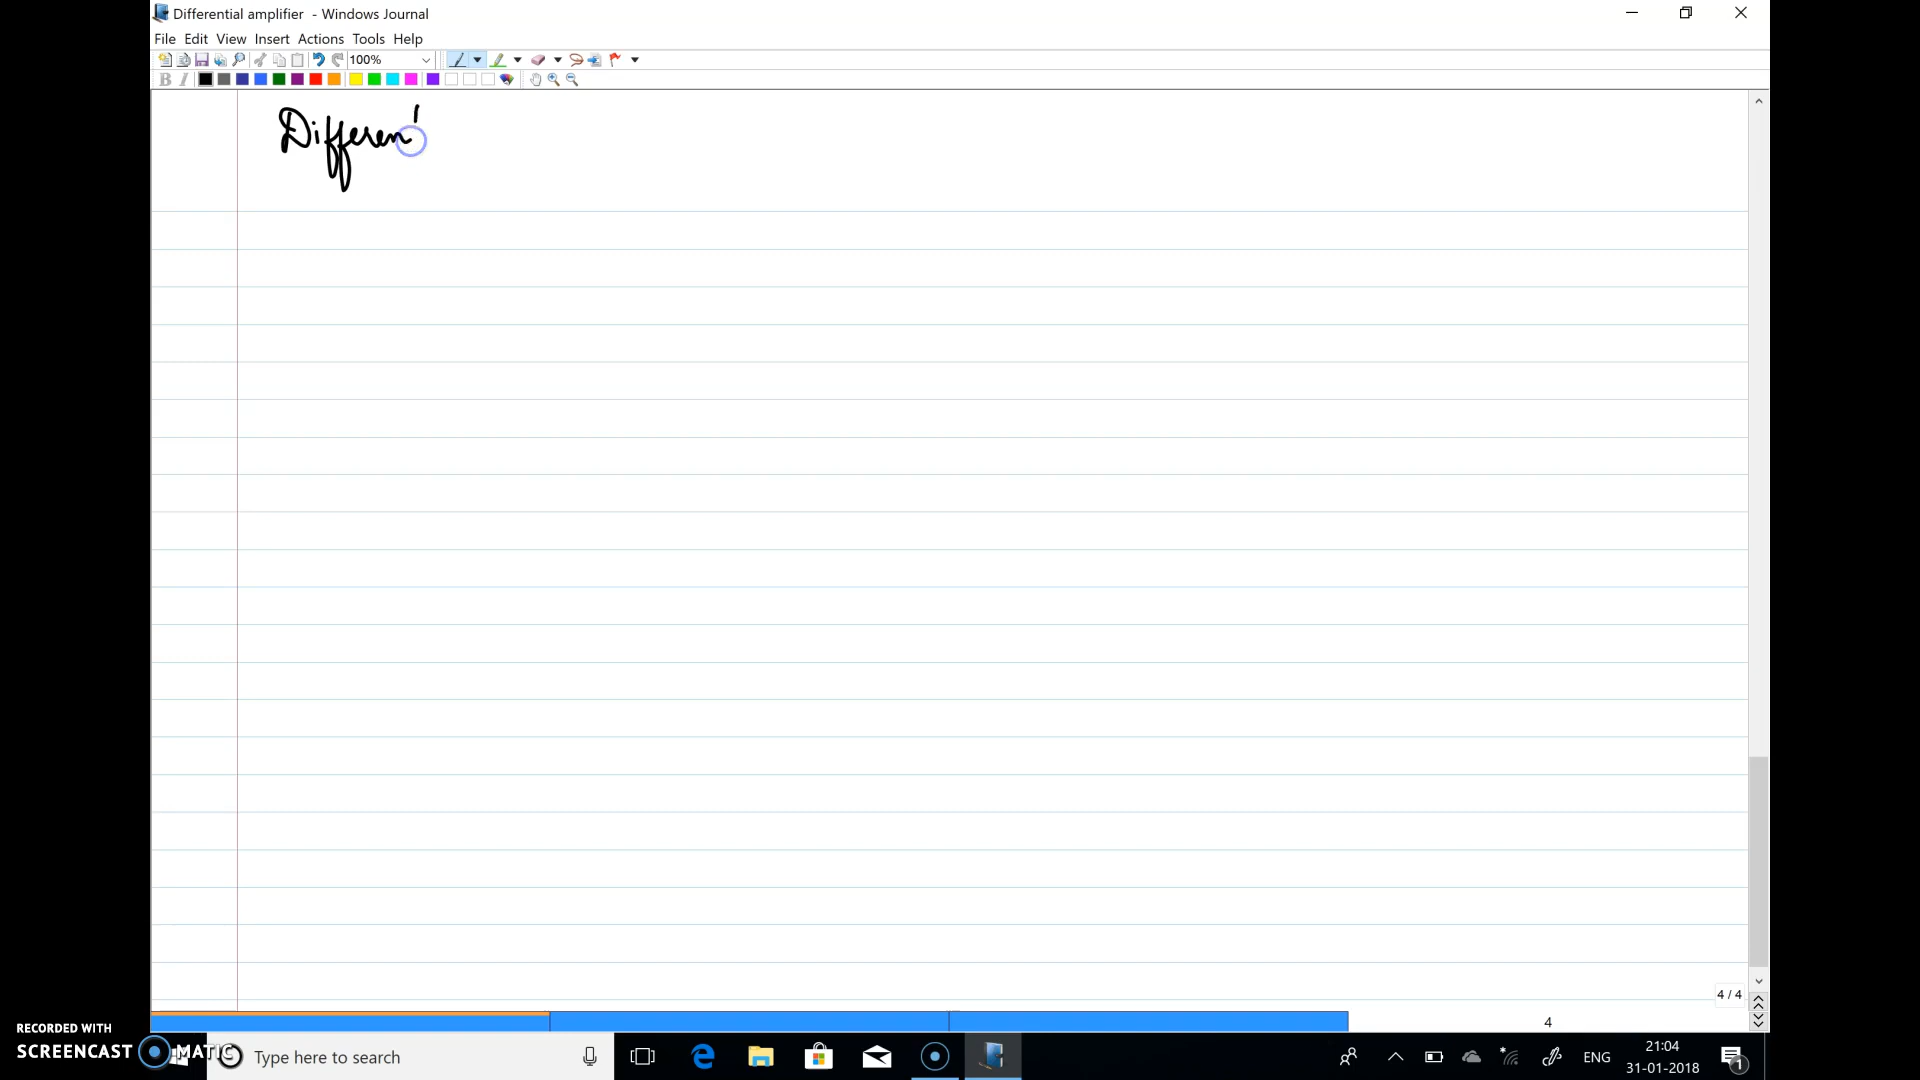 Differential amplifier - Windows Journal
File Edit View Insert Actions Tools Help
100%
B I
Differen
4 / 4
4
RECORDED WITH
SCREENCAST MATIC
Type here to search
ENG
21:04
31-01-2018
1